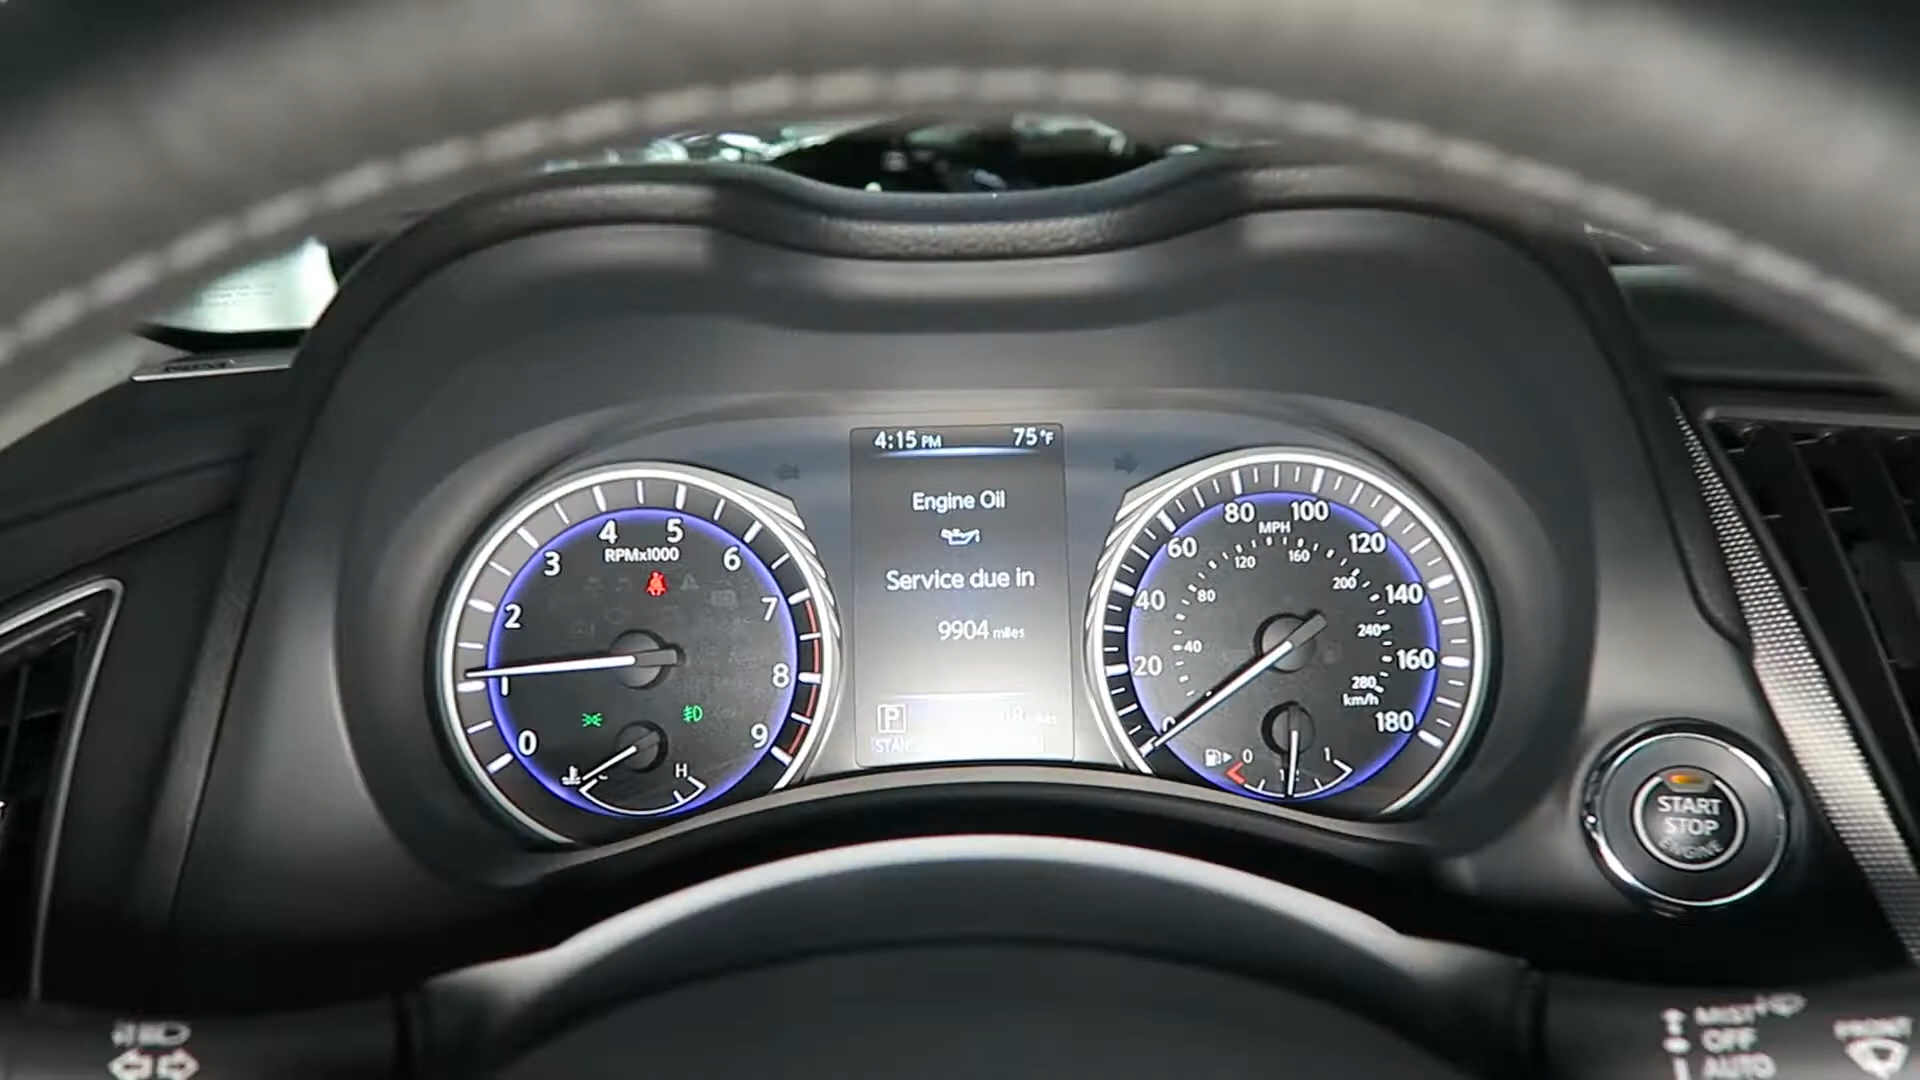 4:15 PM 75°F
Engine Oil
Service due in
9904 miles
P
0
1
2
3
4
5
6
7
8
9
RPMx1000
H
0
20
40
60
80
100
120
140
160
180
MPH
40
80
120
160
200
240
280
km/h
0
1
START
STOP
ENGINE
MIST
OFF
AUTO
FRONT